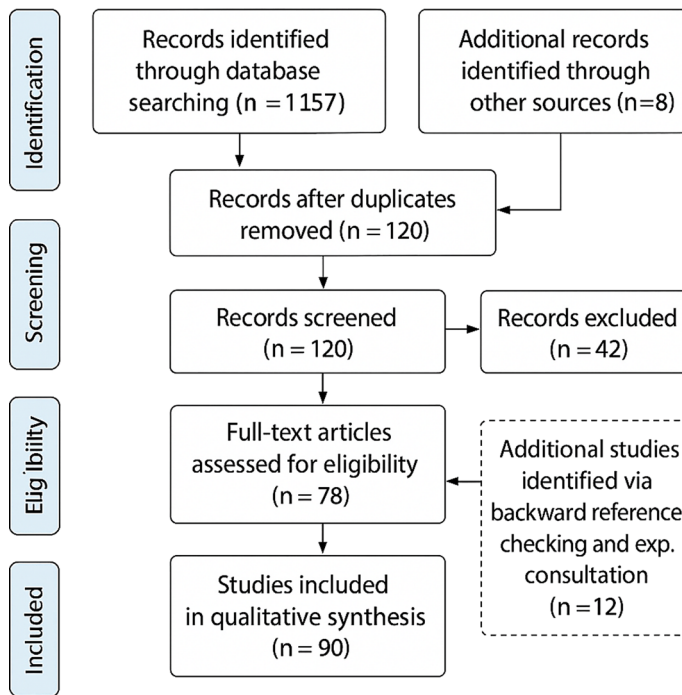 Identification
Records identified
through database
searching (n = 1157)
Additional records
identified through
other sources (n=8)
Records after duplicates
removed (n = 120)
Screening
Records screened
(n = 120)
Records excluded
(n = 42)
Eligibility
Full-text articles
assessed for eligibility
(n = 78)
Additional studies
identified via
backward reference
checking and exp.
consultation
(n = 12)
Included
Studies included
in qualitative synthesis
(n = 90)